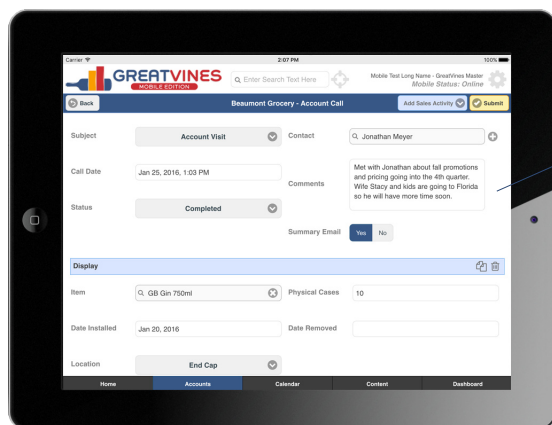 Carrier 2:07 PM 100%
GREATVINES
MOBILE EDITION
Enter Search Text Here
Mobile Test Long Name - GreatVines Master
Mobile Status: Online
Back Beaumont Grocery - Account Call Add Sales Activity Submit
Subject Account Visit Contact Jonathan Meyer
Call Date Jan 25, 2016, 1:03 PM Comments Met with Jonathan about fall promotions
and pricing going into the 4th quarter.
Wife Stacy and kids are going to Florida
so he will have more time soon.
Status Completed
Summary Email Yes No
Display
Item GB Gin 750ml Physical Cases 10
Date Installed Jan 20, 2016 Date Removed
Location End Cap
Home Accounts Calendar Content Dashboard